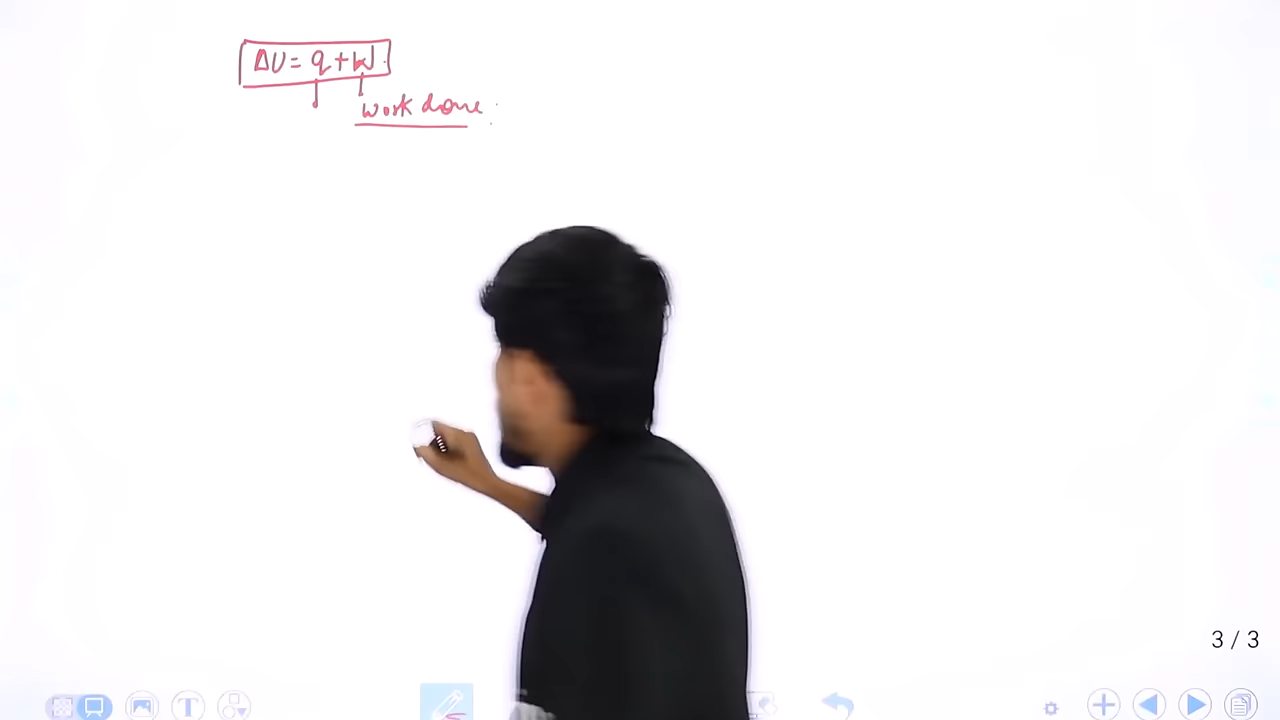 ΔU = q + W
work done :
3 / 3
T